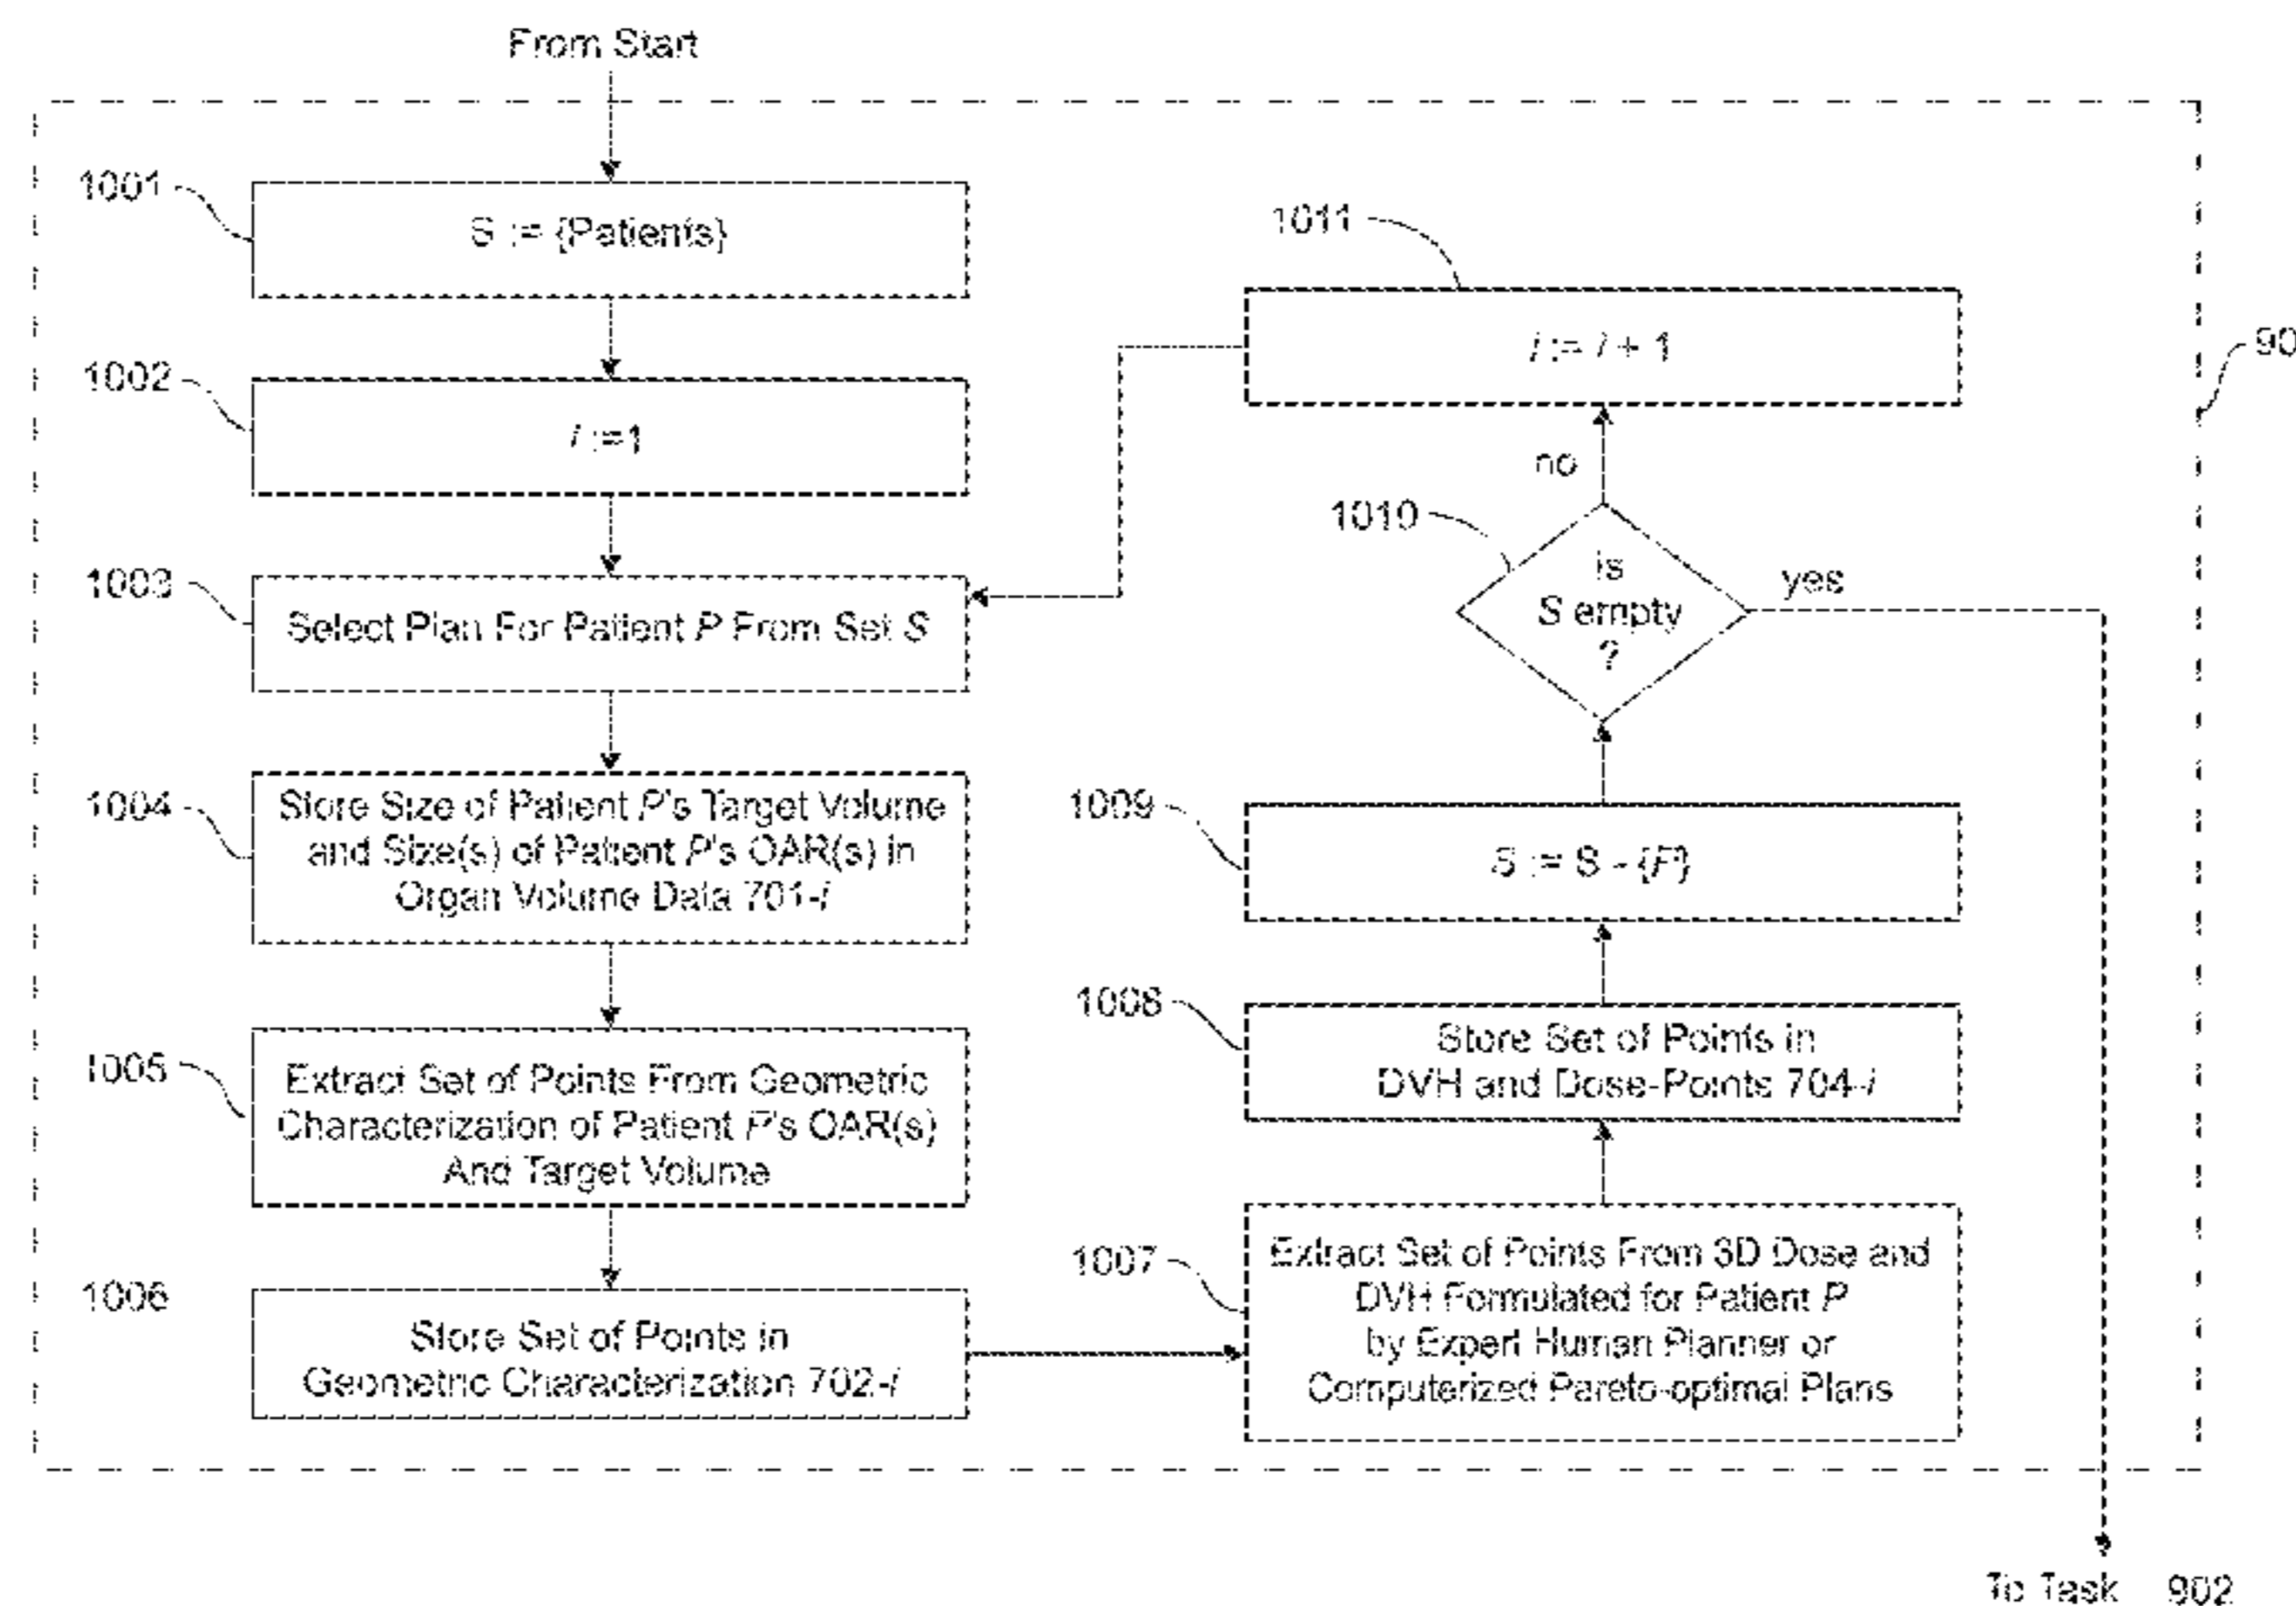 From Start
1001
S := {Patients}
1002
i :=1
1003
Select Plan For Patient P From Set S
1004
Store Size of Patient P's Target Volume
and Size(s) of Patient P's OAR(s) in
Organ Volume Data 701-i
1005
Extract Set of Points From Geometric
Characterization of Patient P's OAR(s)
And Target Volume
1006
Store Set of Points in
Geometric Characterization 702-i
1007
Extract Set of Points From 3D Dose and
DVH Formulated for Patient P
by Expert Human Planner or
Computerized Pareto-optimal Plans
1008
Store Set of Points in
DVH and Dose-Points 704-i
1009
S := S - {P}
1010
is
S empty
?
yes
no
1011
i := i + 1
90
To Task 902